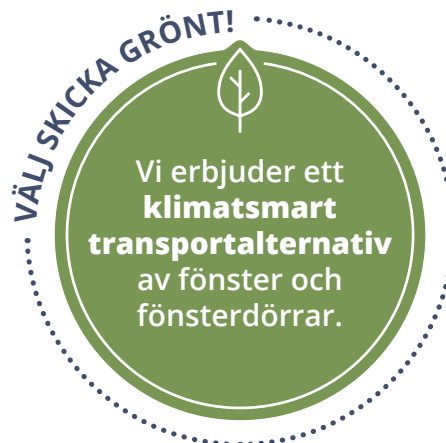 VÄLJ SKICKA GRÖNT!
Vi erbjuder ett
klimatsmart
transportalternativ
av fönster och
fönsterdörrar.